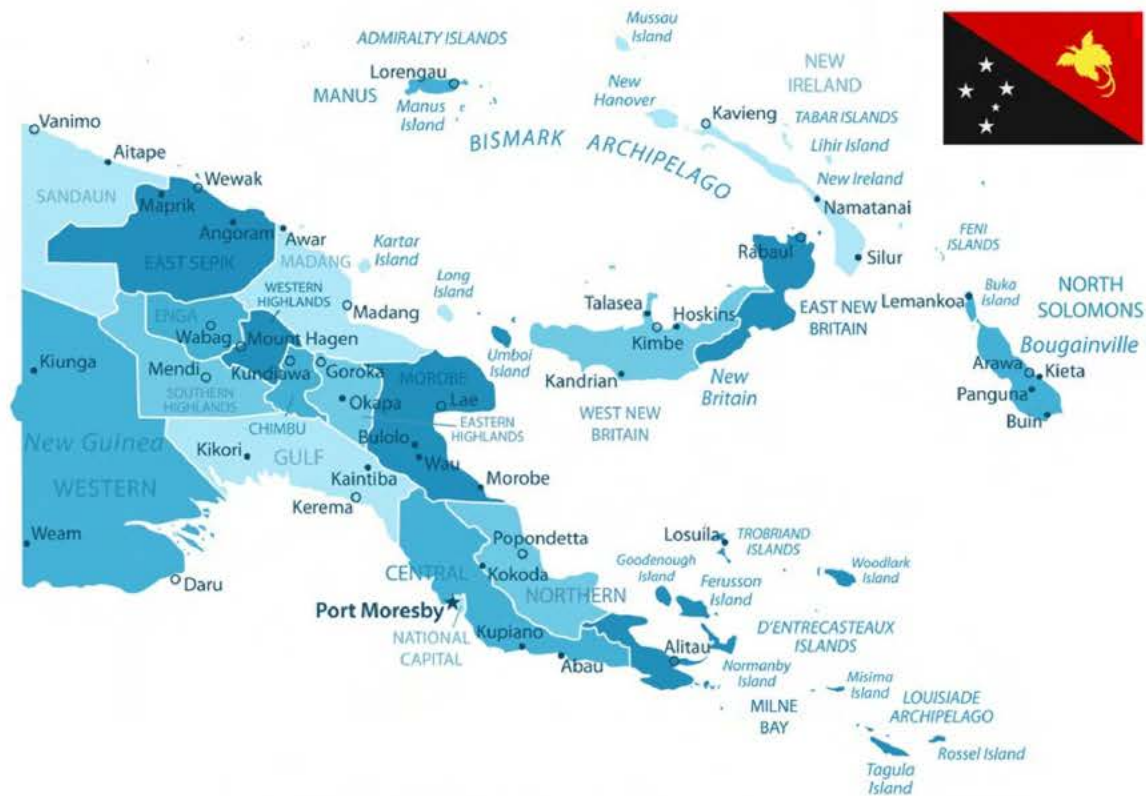 Mussau
Island
ADMIRALTY ISLANDS
Lorengau
MANUS
Manus
Island
New
Hanover
NEW
IRELAND
Kavieng
TABAR ISLANDS
Lihir Island
BISMARK ARCHIPELAGO
New Ireland
Namatanai
Vanimo
Aitape
SANDAUN
Wewak
Maprik
Angoram
Awar
EAST SEPIK
MADANG
Kartar
Island
Rabaul
Silur
FENI
ISLANDS
WESTERN
HIGHLANDS
Long
Island
Madang
Talasea
Hoskins
Kimbe
EAST NEW
BRITAIN
Lemankoa
Buka
Island
NORTH
SOLOMONS
Bougainville
ENGA
Wabag
Mount Hagen
Umboi
Island
Kiunga
Mendi
Kundiawa
Goroka
MOROBE
Kandrian
New
Britain
Arawa
Kieta
Panguna
Buin
SOUTHERN
HIGHLANDS
Okapa
Lae
WEST NEW
BRITAIN
CHIMBU
EASTERN
HIGHLANDS
New Guinea
WESTERN
Kikori
GULF
Bulolo
Wau
Kaintiba
Kerema
Morobe
Weam
Daru
Popondetta
Kokoda
CENTRAL
NORTHERN
Losuila
TROBRIAND
ISLANDS
Goodenough
Island
Ferusson
Island
Woodlark
Island
Port Moresby
NATIONAL
CAPITAL
Kupiano
Abau
Alitau
D'ENTRECASTEAUX
ISLANDS
Normanby
Island
MILNE
BAY
Misima
Island
LOUISIADE
ARCHIPELAGO
Rossel Island
Tagula
Island